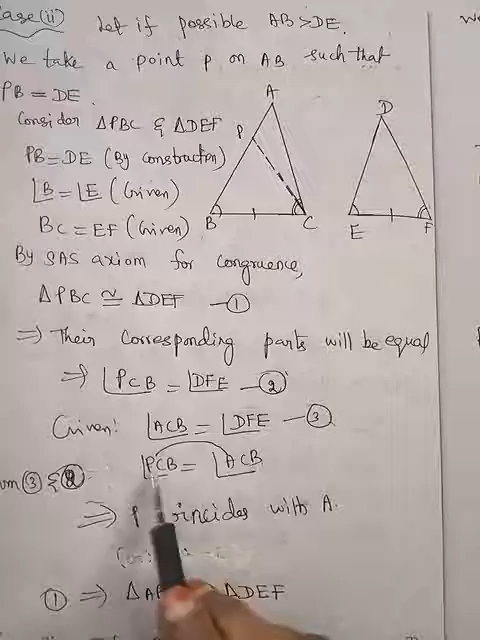 Case (ii) Let if possible AB > DE.
We take a point P on AB such that
PB = DE.
Consider ΔPBC & ΔDEF
PB = DE (By construction)
∠B = ∠E (Given)
BC = EF (Given)
A
P
B
C
D
E
F
By SAS axiom for congruence,
ΔPBC ≅ ΔDEF —①
⇒ Their corresponding parts will be equal
⇒ ∠PCB = ∠DFE —②
Given: ∠ACB = ∠DFE —③
∠PCB = ∠ACB
③ & ②
⇒ P coincides with A.
① ⇒ ΔDEF